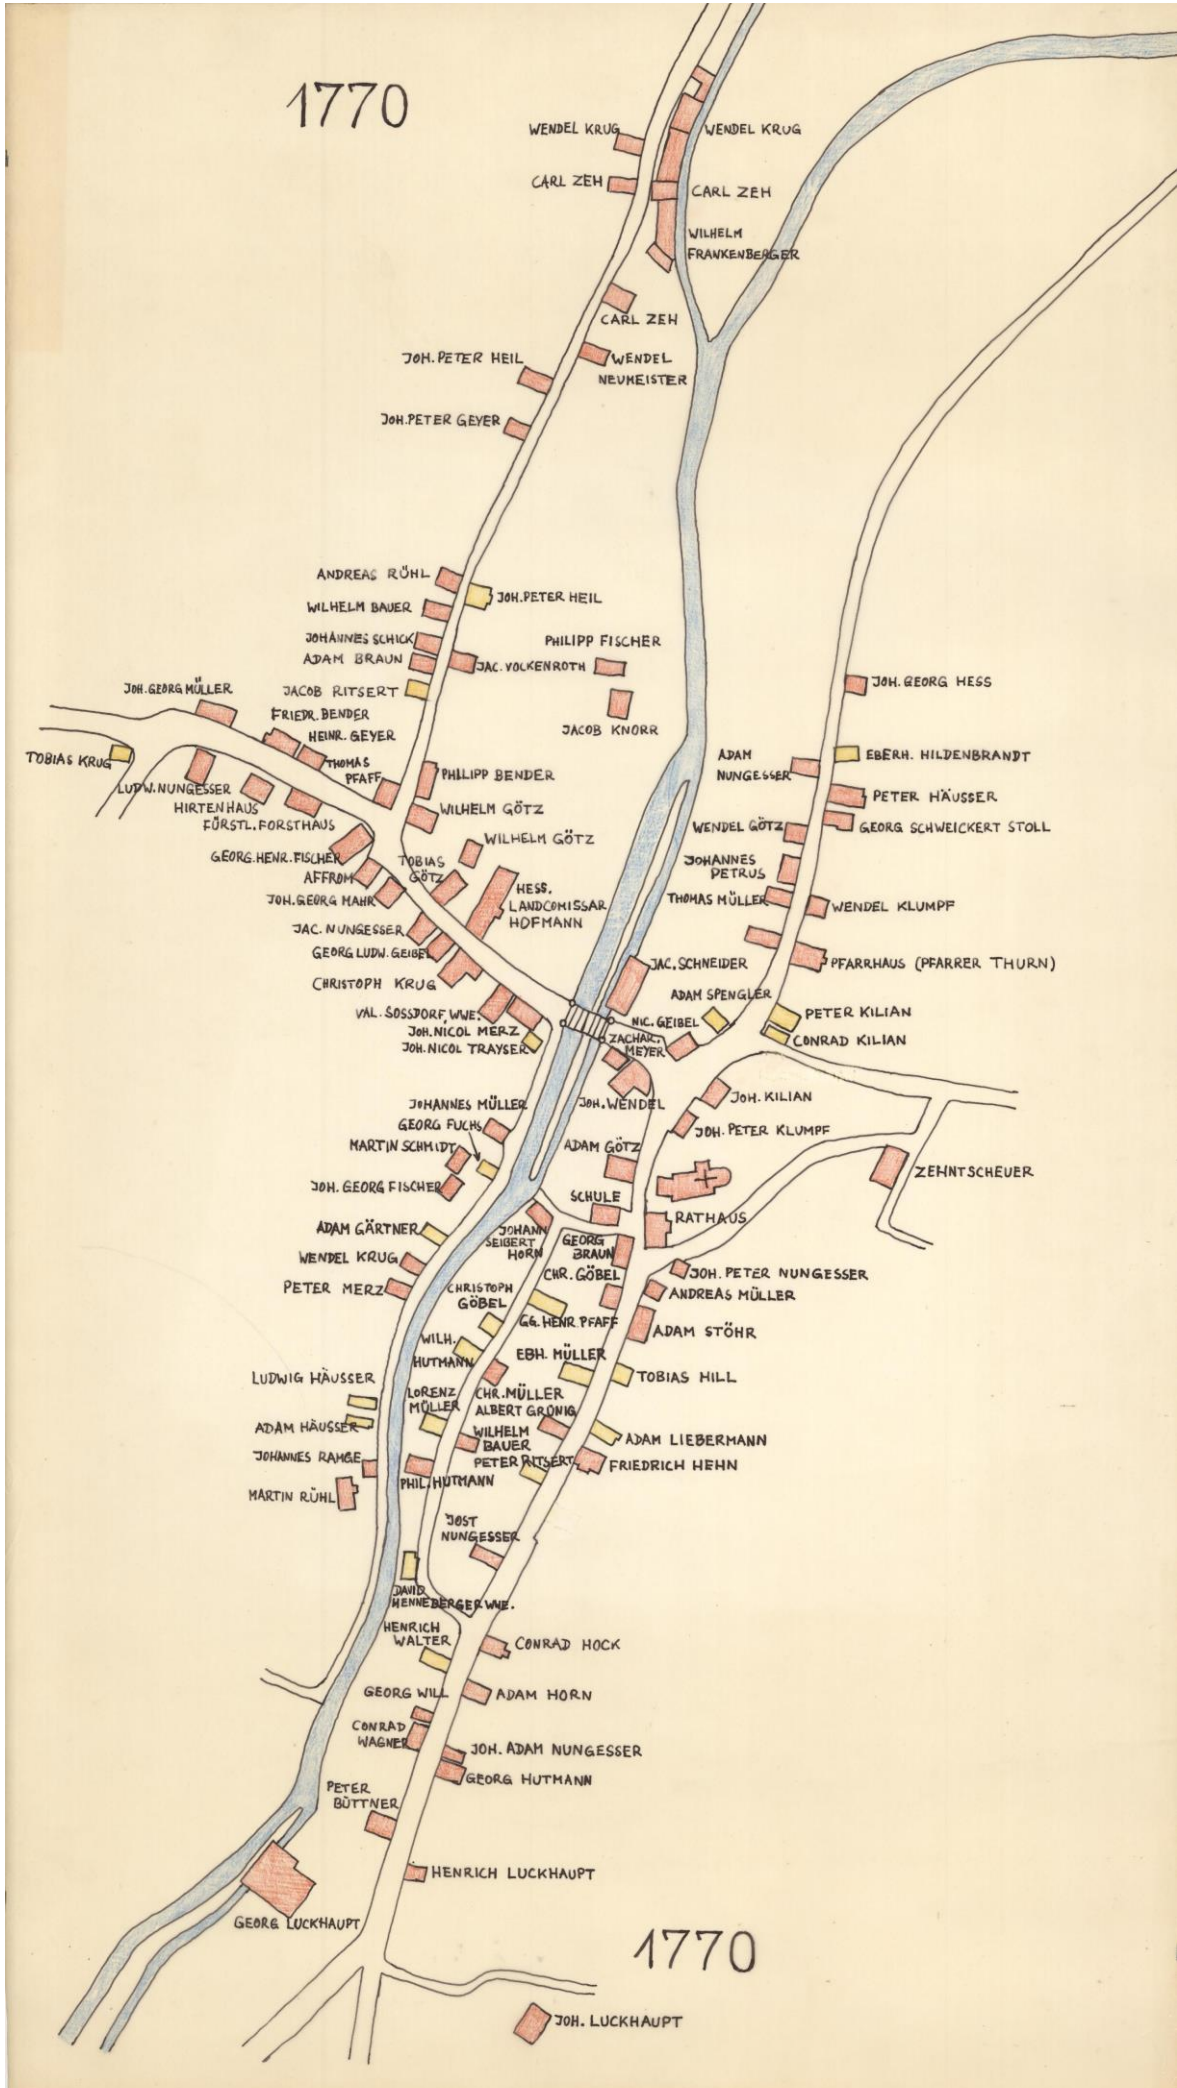 1770
WENDEL KRUG
WENDEL KRUG
CARL ZEH
CARL ZEH
WILHELM
FRANKENBERGER
CARL ZEH
JOH. PETER HEIL
WENDEL
NEUMEISTER
JOH. PETER GEYER
ANDREAS RÜHL
JOH. PETER HEIL
WILHELM BAUER
JOHANNES SCHICK
ADAM BRAUN
JAC. VOLKENROTH
PHILIPP FISCHER
JACOB RITSERT
JACOB KNORR
JOH. GEORG MÜLLER
FRIEDR. BENDER
HEINR. GEYER
THOMAS
PFAFF
TOBIAS KRUG
LUDW. NUNGESSER
HIRTENHAUS
FÜRSTL. FORSTHAUS
PHILIPP BENDER
WILHELM GÖTZ
WILHELM GÖTZ
GEORG. HENR. FISCHER
AFFROM
JOH. GEORG MAHR
TOBIAS
GÖTZ
HESS.
LANDCOMISSAR
HOFMANN
JAC. NUNGESSER
GEORG LUDW. GEIBEL
CHRISTOPH KRUG
VAL. SOSSDORF, WWE.
JOH. NICOL MERZ
JOH. NICOL TRAYSER
JOH. GEORG HESS
ADAM
NUNGESSER
EBERH. HILDENBRANDT
PETER HÄUSSER
WENDEL GÖTZ
GEORG SCHWEICKERT STOLL
JOHANNES
PETRUS
THOMAS MÜLLER
WENDEL KLUMPF
JAC. SCHNEIDER
PFARRHAUS (PFARRER THURN)
ADAM SPENGLER
NIC. GEIBEL
PETER KILIAN
CONRAD KILIAN
ZACHAR.
MEYER
JOH. WENDEL
JOH. KILIAN
JOH. PETER KLUMPF
JOHANNES MÜLLER
GEORG FUCHS
MARTIN SCHMIDT
JOH. GEORG FISCHER
ADAM GÖTZ
ZEHNTSCHEUER
SCHULE
RATHAUS
ADAM GÄRTNER
JOHANN
SEIBERT
HORN
GEORG
BRAUN
WENDEL KRUG
PETER MERZ
CHR. GÖBEL
JOH. PETER NUNGESSER
ANDREAS MÜLLER
CHRISTOPH
GÖBEL
GG. HENR. PFAFF
ADAM STÖHR
WILH.
HUTMANN
EBH. MÜLLER
TOBIAS HILL
LUDWIG HÄUSSER
ADAM HÄUSSER
LORENZ
MÜLLER
CHR. MÜLLER
ALBERT GRÖNIG
WILHELM
BAUER
ADAM LIEBERMANN
JOHANNES RAMGE
PETER RITSERT
FRIEDRICH HEHN
MARTIN RÜHL
PHIL. HUTMANN
JOST
NUNGESSER
DAVID
HENNEBERGER WWE.
HENRICH
WALTER
CONRAD HOCK
GEORG WILL
ADAM HORN
CONRAD
WAGNER
JOH. ADAM NUNGESSER
GEORG HUTMANN
PETER
BÜTTNER
HENRICH LUCKHAUPT
GEORG LUCKHAUPT
1770
JOH. LUCKHAUPT